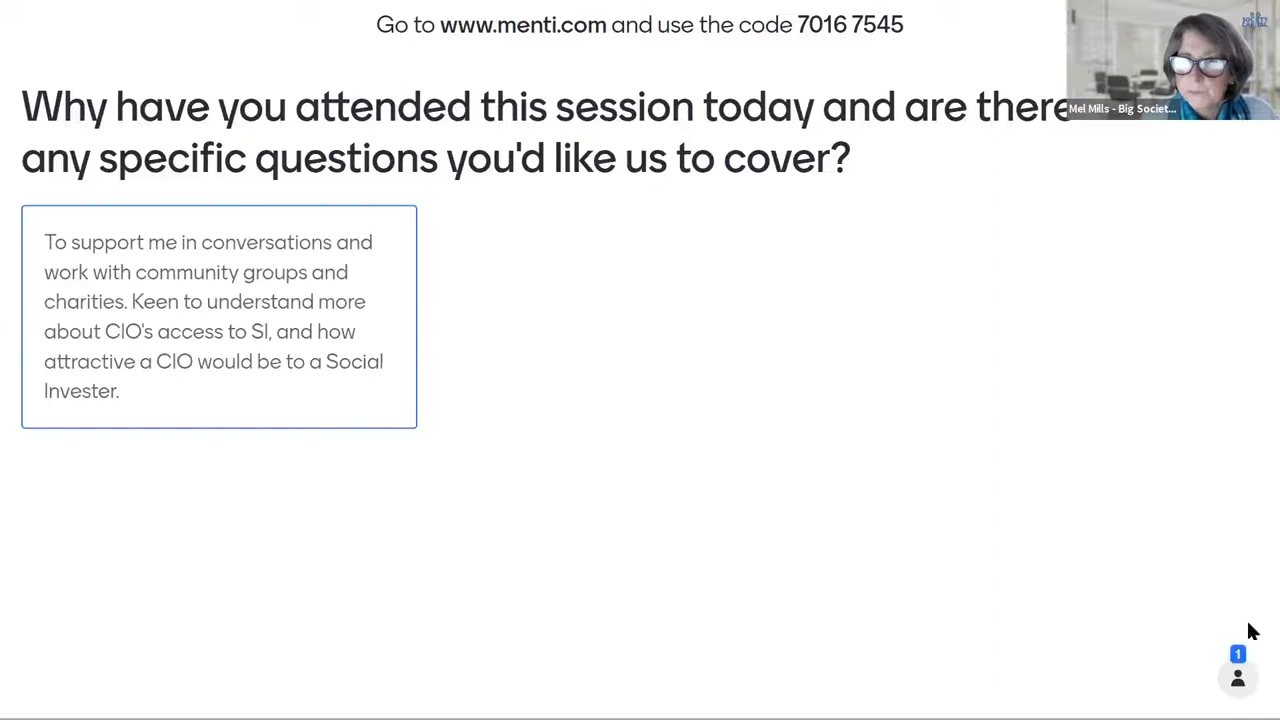 Go to www.menti.com and use the code 7016 7545
Why have you attended this session today and are there
any specific questions you'd like us to cover?
Mel Mills - Big Societ...
To support me in conversations and
work with community groups and
charities. Keen to understand more
about CIO's access to SI, and how
attractive a CIO would be to a Social
Invester.
1